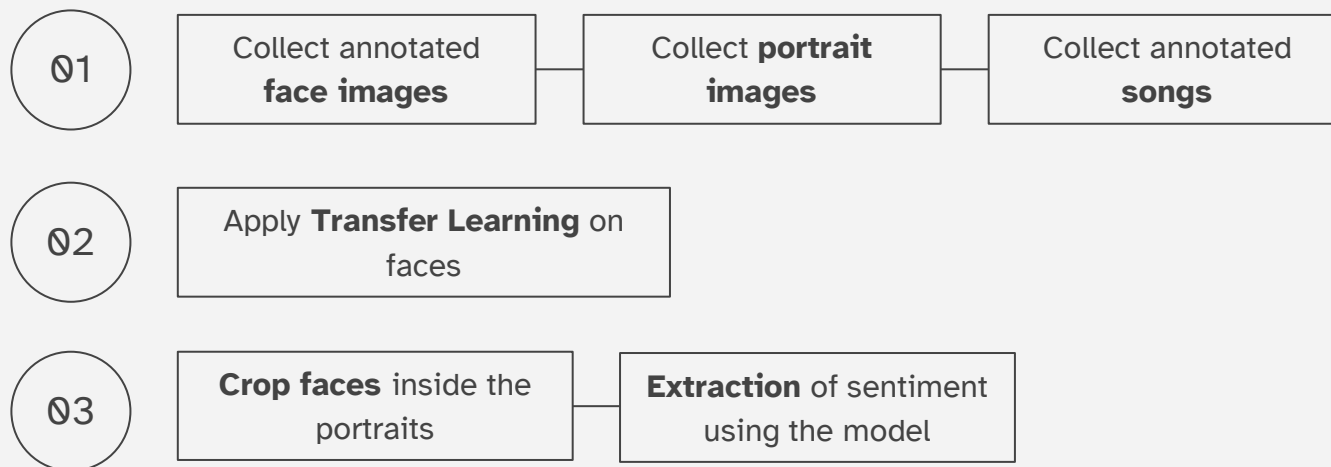 01
Collect annotated
face images
Collect portrait
images
Collect annotated
songs
02
Apply Transfer Learning on
faces
03
Crop faces inside the
portraits
Extraction of sentiment
using the model